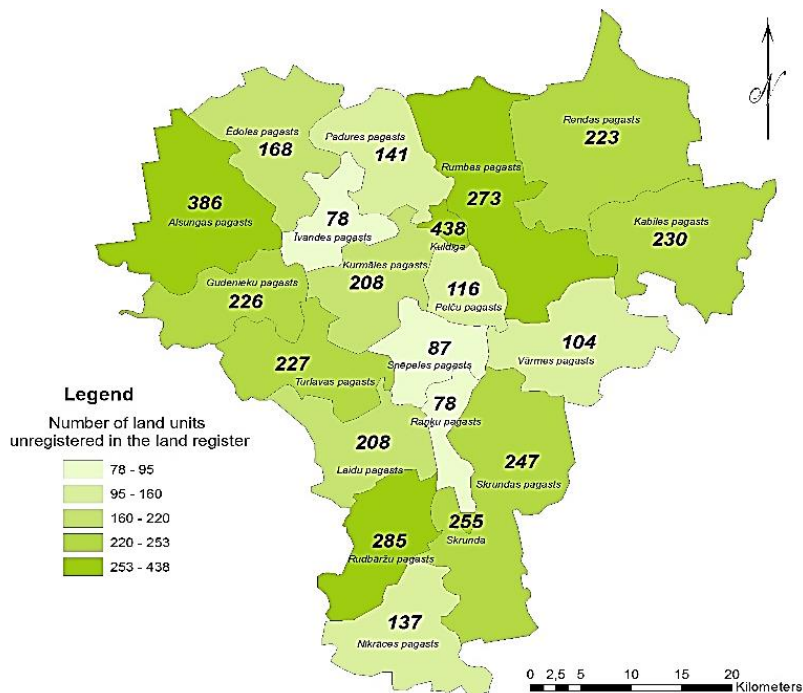 N
Ēdoles pagasts
168
Padures pagasts
141
Rendas pagasts
223
Rumbas pagasts
273
386
Alsungas pagasts
78
Īvandes pagasts
438
Kuldīga
Kabiles pagasts
230
Kurmāles pagasts
208
Gudenieku pagasts
226
116
Pelču pagasts
87
Snēpeles pagasts
104
Vārmes pagasts
227
Turlavas pagasts
78
Raņķu pagasts
208
Laidu pagasts
247
Skrundas pagasts
255
Skrunda
285
Rudbāržu pagasts
137
Nīkrāces pagasts
Legend
Number of land units
unregistered in the land register
78 - 95
95 - 160
160 - 220
220 - 253
253 - 438
0 2,5 5 10 15 20
Kilometers